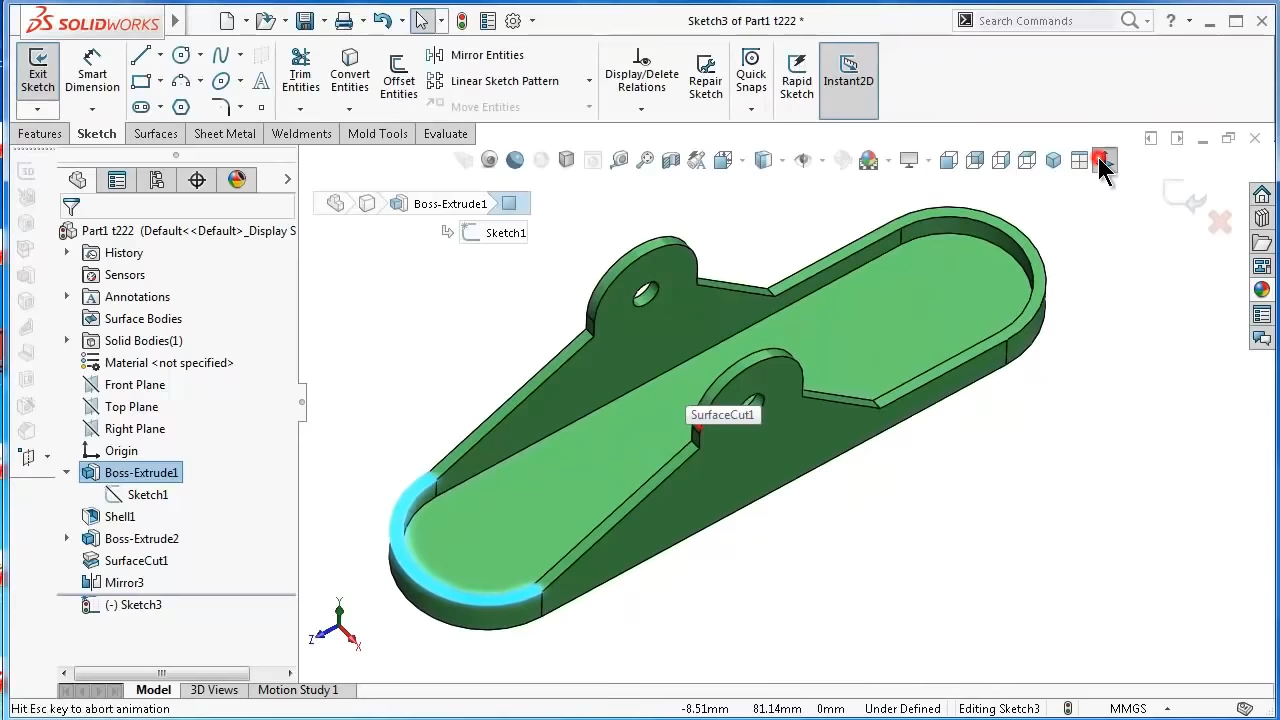 SOLIDWORKS
Sketch3 of Part1 t222 *
Search Commands
?
Exit Sketch
Smart Dimension
Trim Entities
Convert Entities
Offset Entities
Mirror Entities
Linear Sketch Pattern
Move Entities
Display/Delete Relations
Repair Sketch
Quick Snaps
Rapid Sketch
Instant2D
Features
Sketch
Surfaces
Sheet Metal
Weldments
Mold Tools
Evaluate
3D
Boss-Extrude1
Sketch1
Part1 t222 (Default<<Default>_Display S
History
Sensors
Annotations
Surface Bodies
Solid Bodies(1)
Material <not specified>
Front Plane
Top Plane
Right Plane
Origin
Boss-Extrude1
Sketch1
Shell1
Boss-Extrude2
SurfaceCut1
Mirror3
(-) Sketch3
SurfaceCut1
Y
Z
X
Model
3D Views
Motion Study 1
Hit Esc key to abort animation
-8.51mm
81.14mm
0mm
Under Defined
Editing Sketch3
MMGS